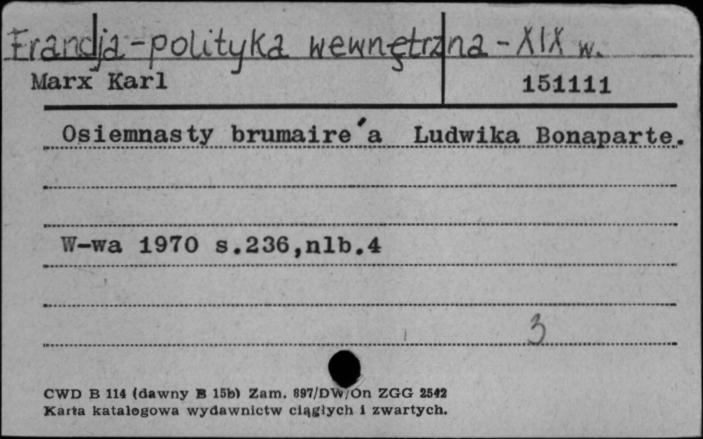 Francja-polityka wewnętrzna - XIX w.
Marx Karl 151111
Osiemnasty brumaire'a Ludwika Bonaparte.
W-wa 1970 s.236,nlb.4
3
CWD B 114 (dawny B 15b) Zam. 897/DW/On ZGG 2542
Karta katalogowa wydawnictw ciągłych i zwartych.